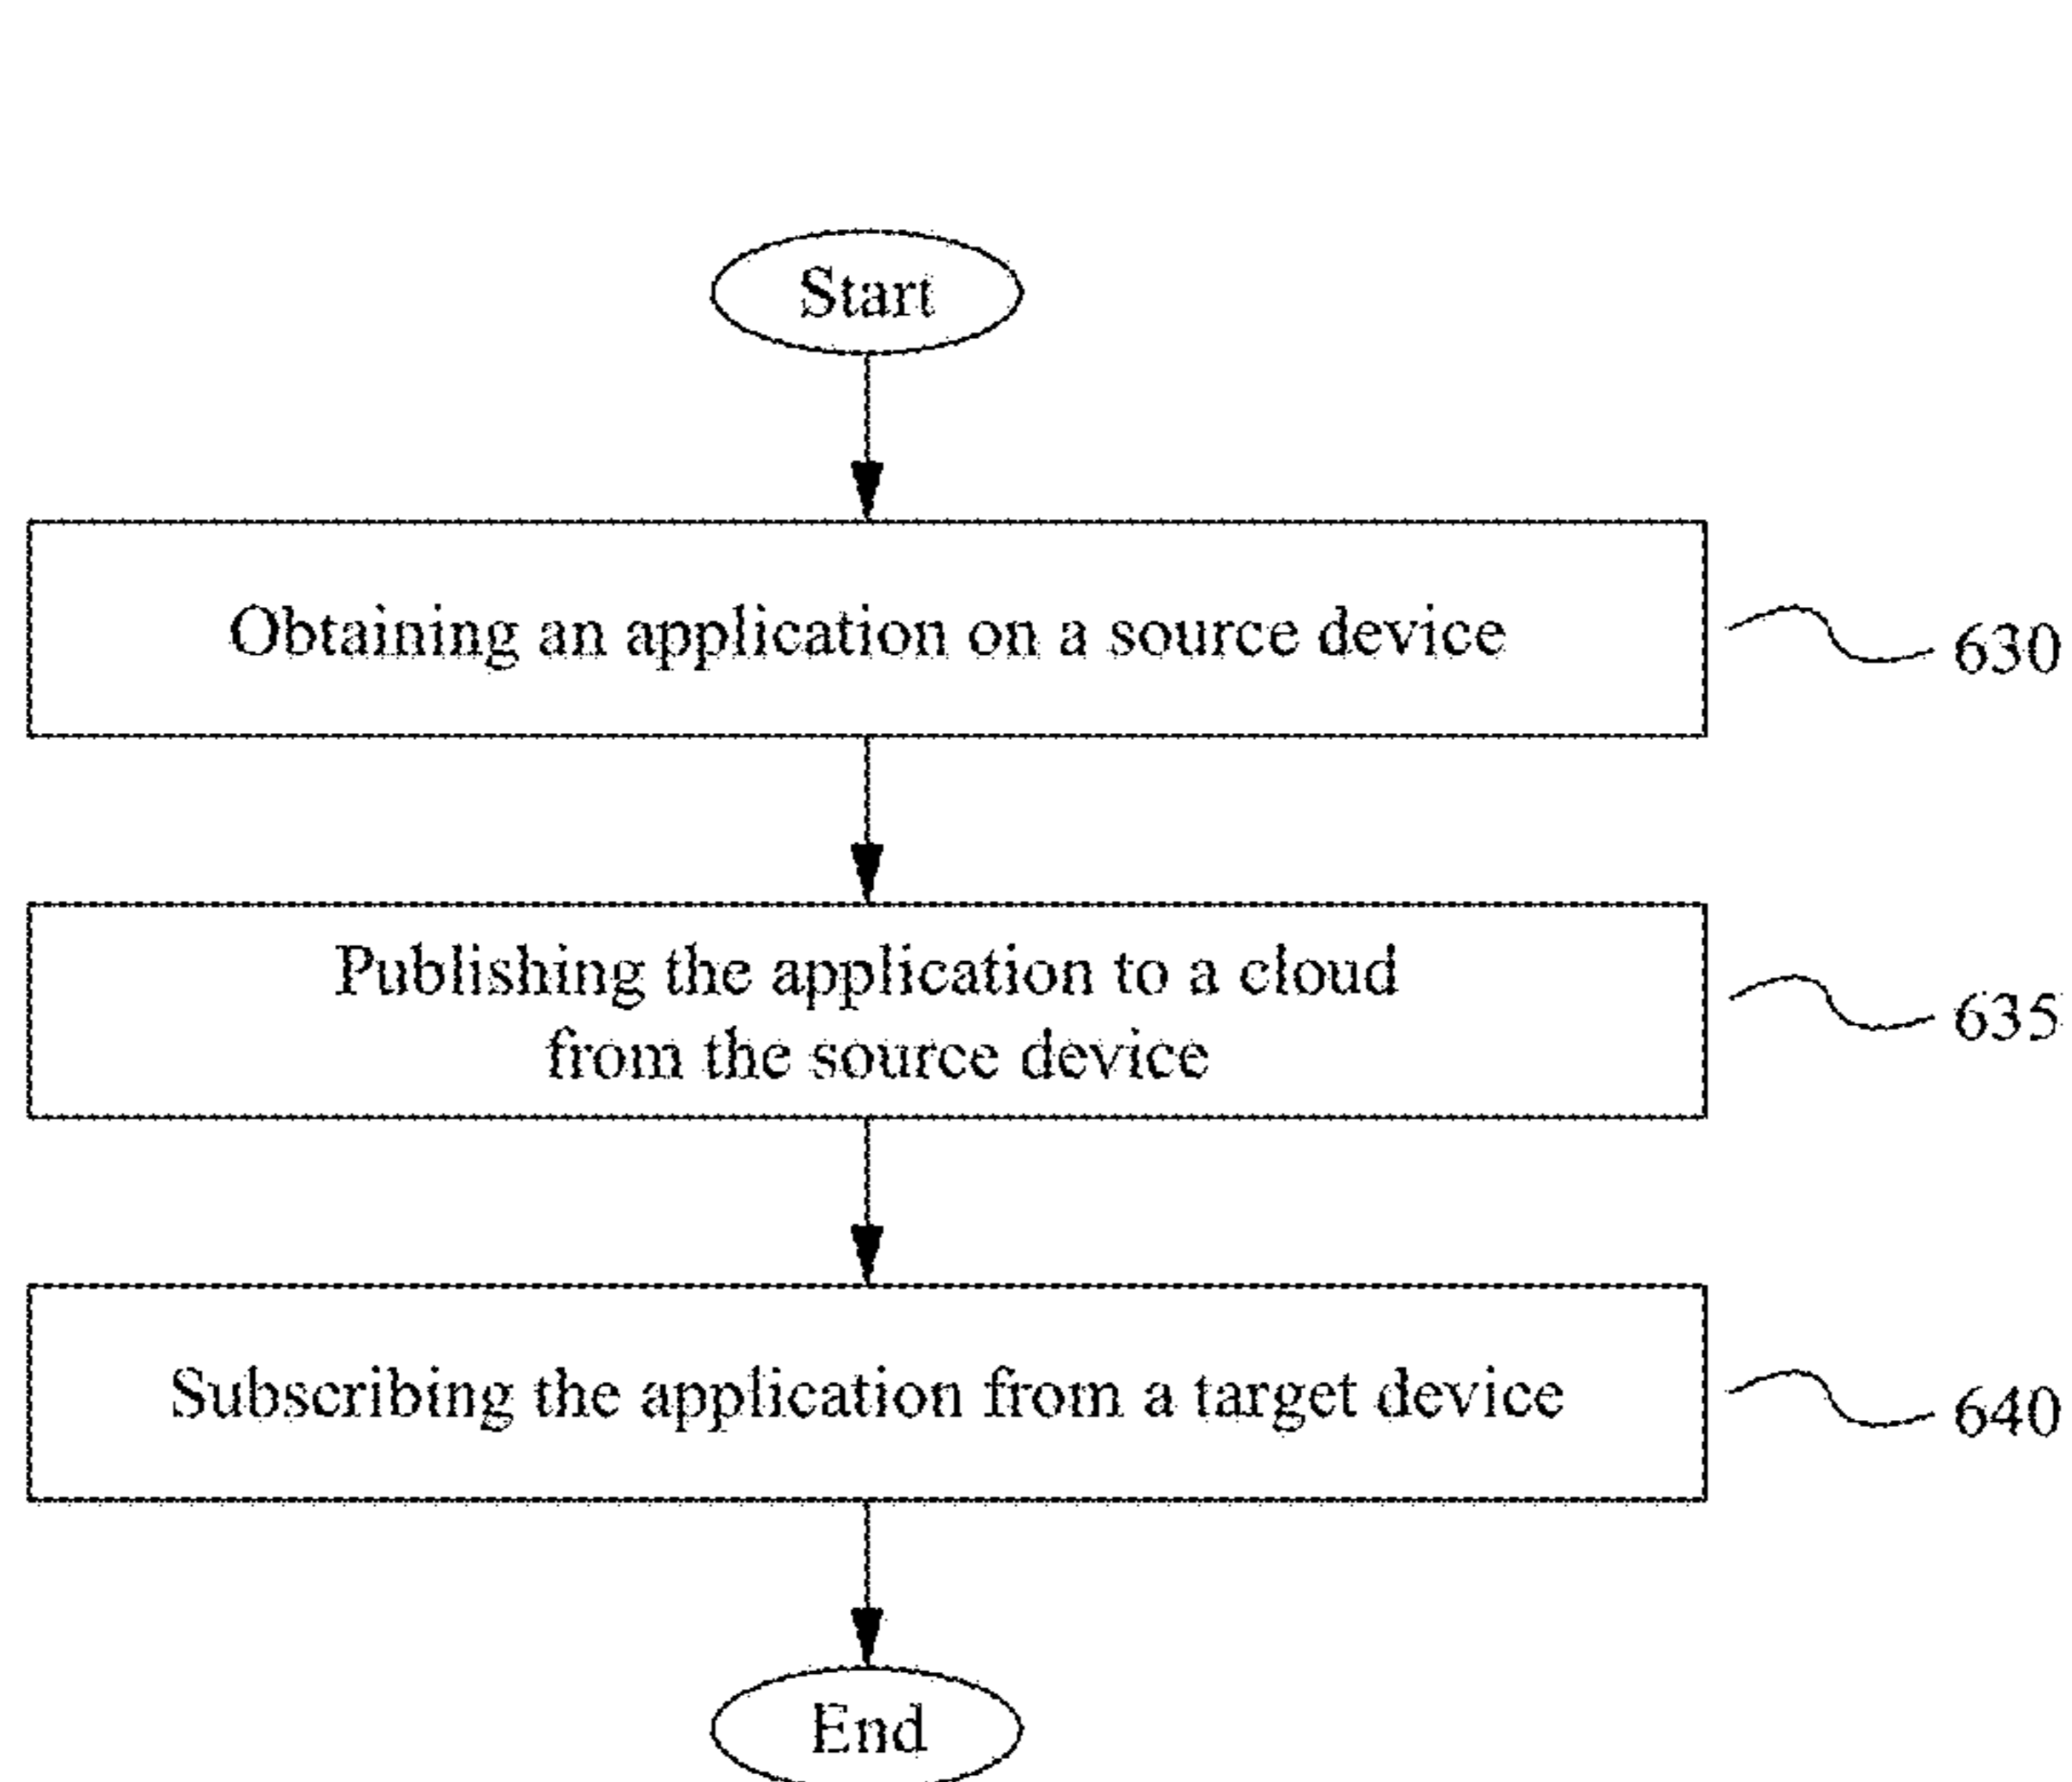 Start
Obtaining an application on a source device
630
Publishing the application to a cloud
from the source device
635
Subscribing the application from a target device
640
End